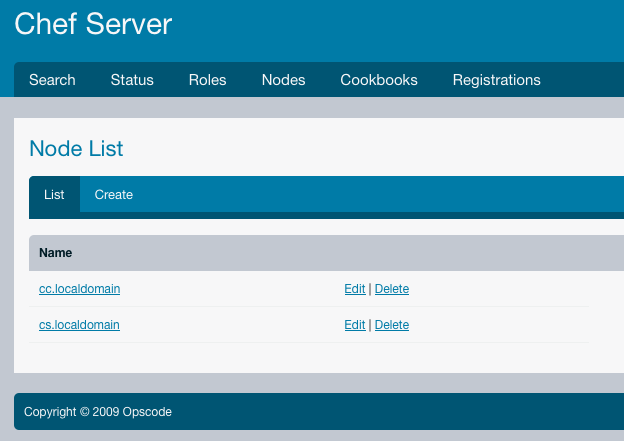 Chef Server
Search Status Roles Nodes Cookbooks Registrations
Node List
List Create
Name
cc.localdomain Edit | Delete
cs.localdomain Edit | Delete
Copyright © 2009 Opscode